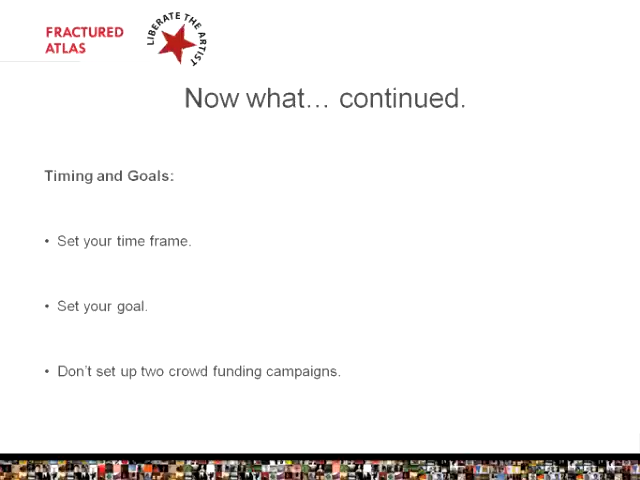 FRACTURED
ATLAS
LIBERATE THE ARTIST
Now what… continued.
Timing and Goals:
• Set your time frame.
• Set your goal.
• Don’t set up two crowd funding campaigns.